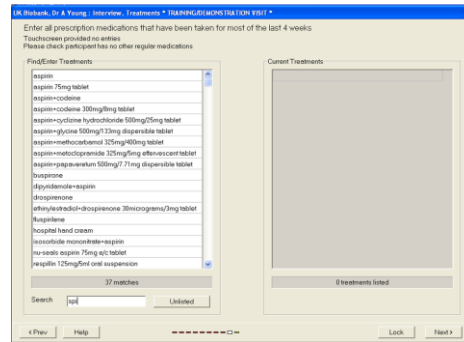 UK Biobank, Dr A Young : Interview, Treatments * TRAINING/DEMONSTRATION VISIT *
Enter all prescription medications that have been taken for most of the last 4 weeks
Touchscreen provided no entries
Please check participant has no other regular medications
Find/Enter Treatments
aspirin
aspirin 75mg tablet
aspirin+codeine
aspirin+codeine 300mg/8mg tablet
aspirin+cyclizine hydrochloride 500mg/25mg tablet
aspirin+glycine 500mg/133mg dispersible tablet
aspirin+methocarbamol 325mg/400mg tablet
aspirin+metoclopramide 325mg/5mg effervescent tablet
aspirin+papaveretum 500mg/7.71mg dispersible tablet
buspirone
dipyridamole+aspirin
drospirenone
ethinylestradiol+drospirenone 30micrograms/3mg tablet
fluspirilene
hospital hand cream
isosorbide mononitrate+aspirin
nu-seals aspirin 75mg e/c tablet
respillin 125mg/5ml oral suspension
37 matches
Search spi Unlisted
Current Treatments
0 treatments listed
< Prev Help Lock Next >